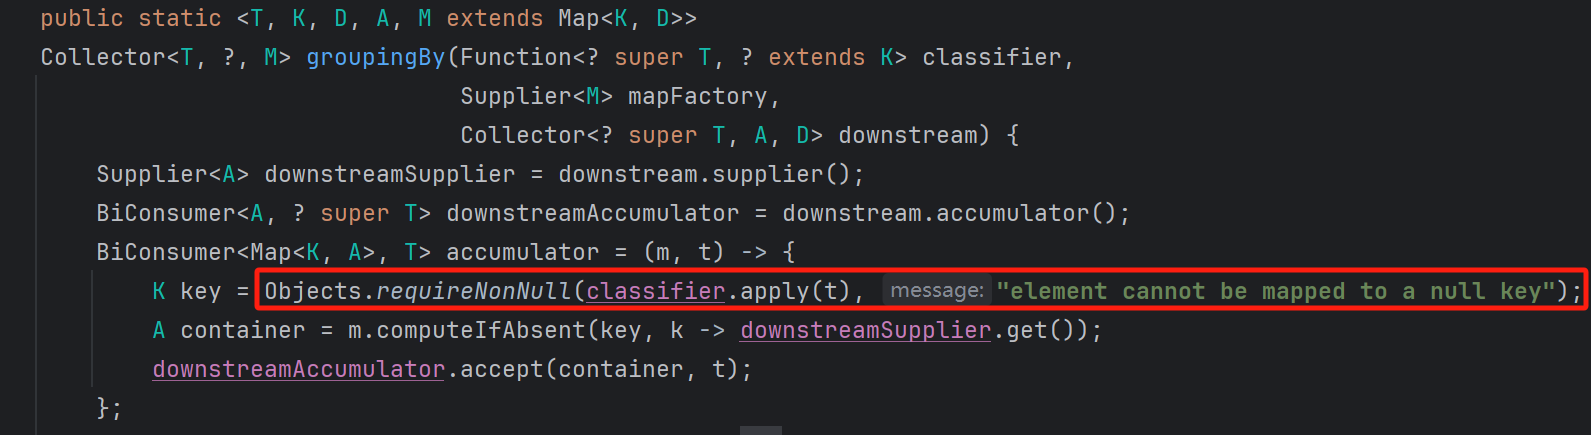 public static <T, K, D, A, M extends Map<K, D>>
Collector<T, ?, M> groupingBy(Function<? super T, ? extends K> classifier,
Supplier<M> mapFactory,
Collector<? super T, A, D> downstream) {
Supplier<A> downstreamSupplier = downstream.supplier();
BiConsumer<A, ? super T> downstreamAccumulator = downstream.accumulator();
BiConsumer<Map<K, A>, T> accumulator = (m, t) -> {
K key = Objects.requireNonNull(classifier.apply(t), message: "element cannot be mapped to a null key");
A container = m.computeIfAbsent(key, k -> downstreamSupplier.get());
downstreamAccumulator.accept(container, t);
};